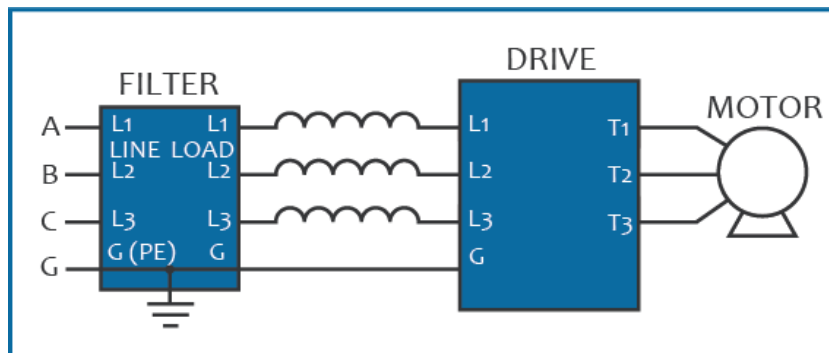 FILTER
DRIVE
MOTOR
A L1 L1 L1 T1
LINE LOAD
B L2 L2 L2 T2
C L3 L3 L3 T3
G G (PE) G G